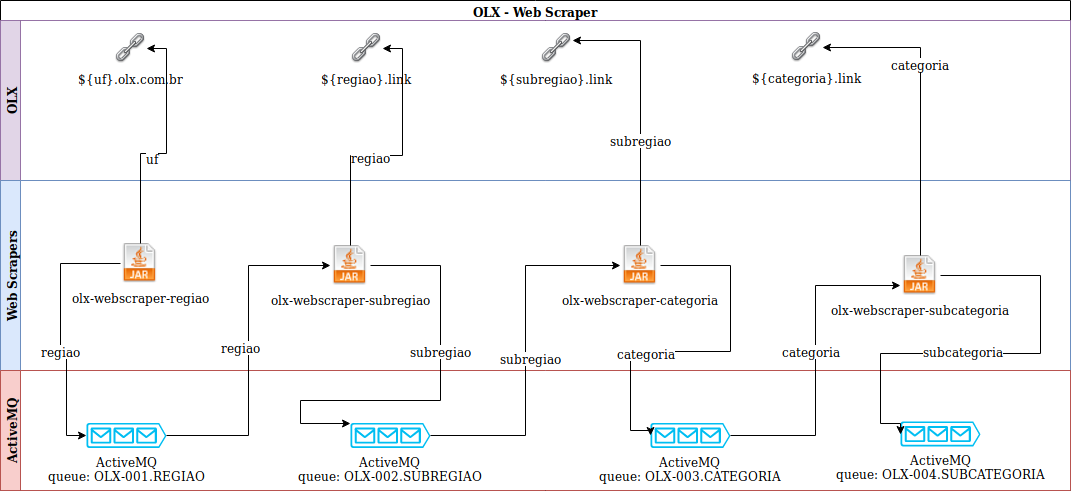 OLX - Web Scraper
OLX
${uf}.olx.com.br
${regiao}.link
${subregiao}.link
${categoria}.link
categoria
subregiao
uf
regiao
Web Scrapers
JAR
JAR
JAR
JAR
olx-webscraper-regiao
olx-webscraper-subregiao
olx-webscraper-categoria
olx-webscraper-subcategoria
regiao
regiao
subregiao
subregiao
categoria
categoria
subcategoria
ActiveMQ
ActiveMQ
queue: OLX-001.REGIAO
ActiveMQ
queue: OLX-002.SUBREGIAO
ActiveMQ
queue: OLX-003.CATEGORIA
ActiveMQ
queue: OLX-004.SUBCATEGORIA